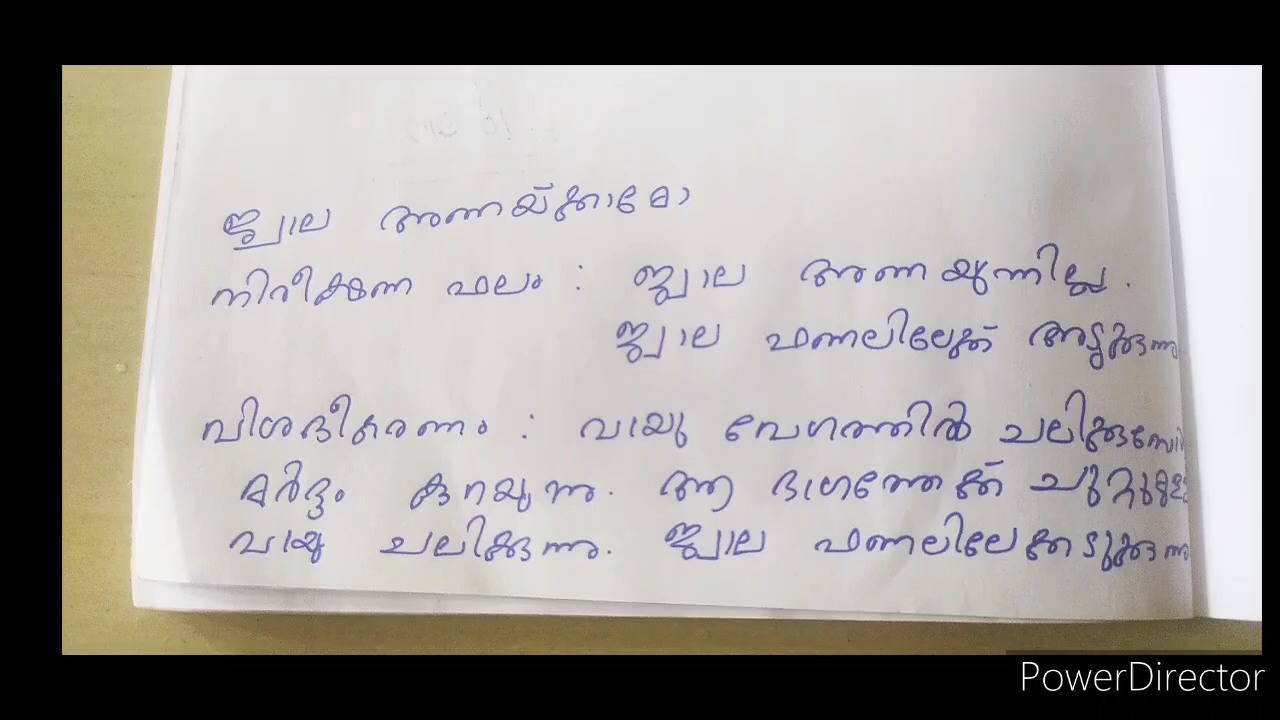 ജ്വാല അണയ്ക്കാമോ
നിരീക്ഷണ ഫലം : ജ്വാല അണയുന്നില്ല.
ജ്വാല ഫണലിലേക്ക് അടുക്കുന്നു
വിശദീകരണം : വായു വേഗത്തിൽ ചലിക്കുമ്പോൾ
മർദ്ദം കുറയുന്നു. ആ ഭാഗത്തേക്ക് ചുറ്റുമുള്ള
വായു ചലിക്കുന്നു. ജ്വാല ഫണലിലേക്കടുക്കുന്നു
PowerDirector